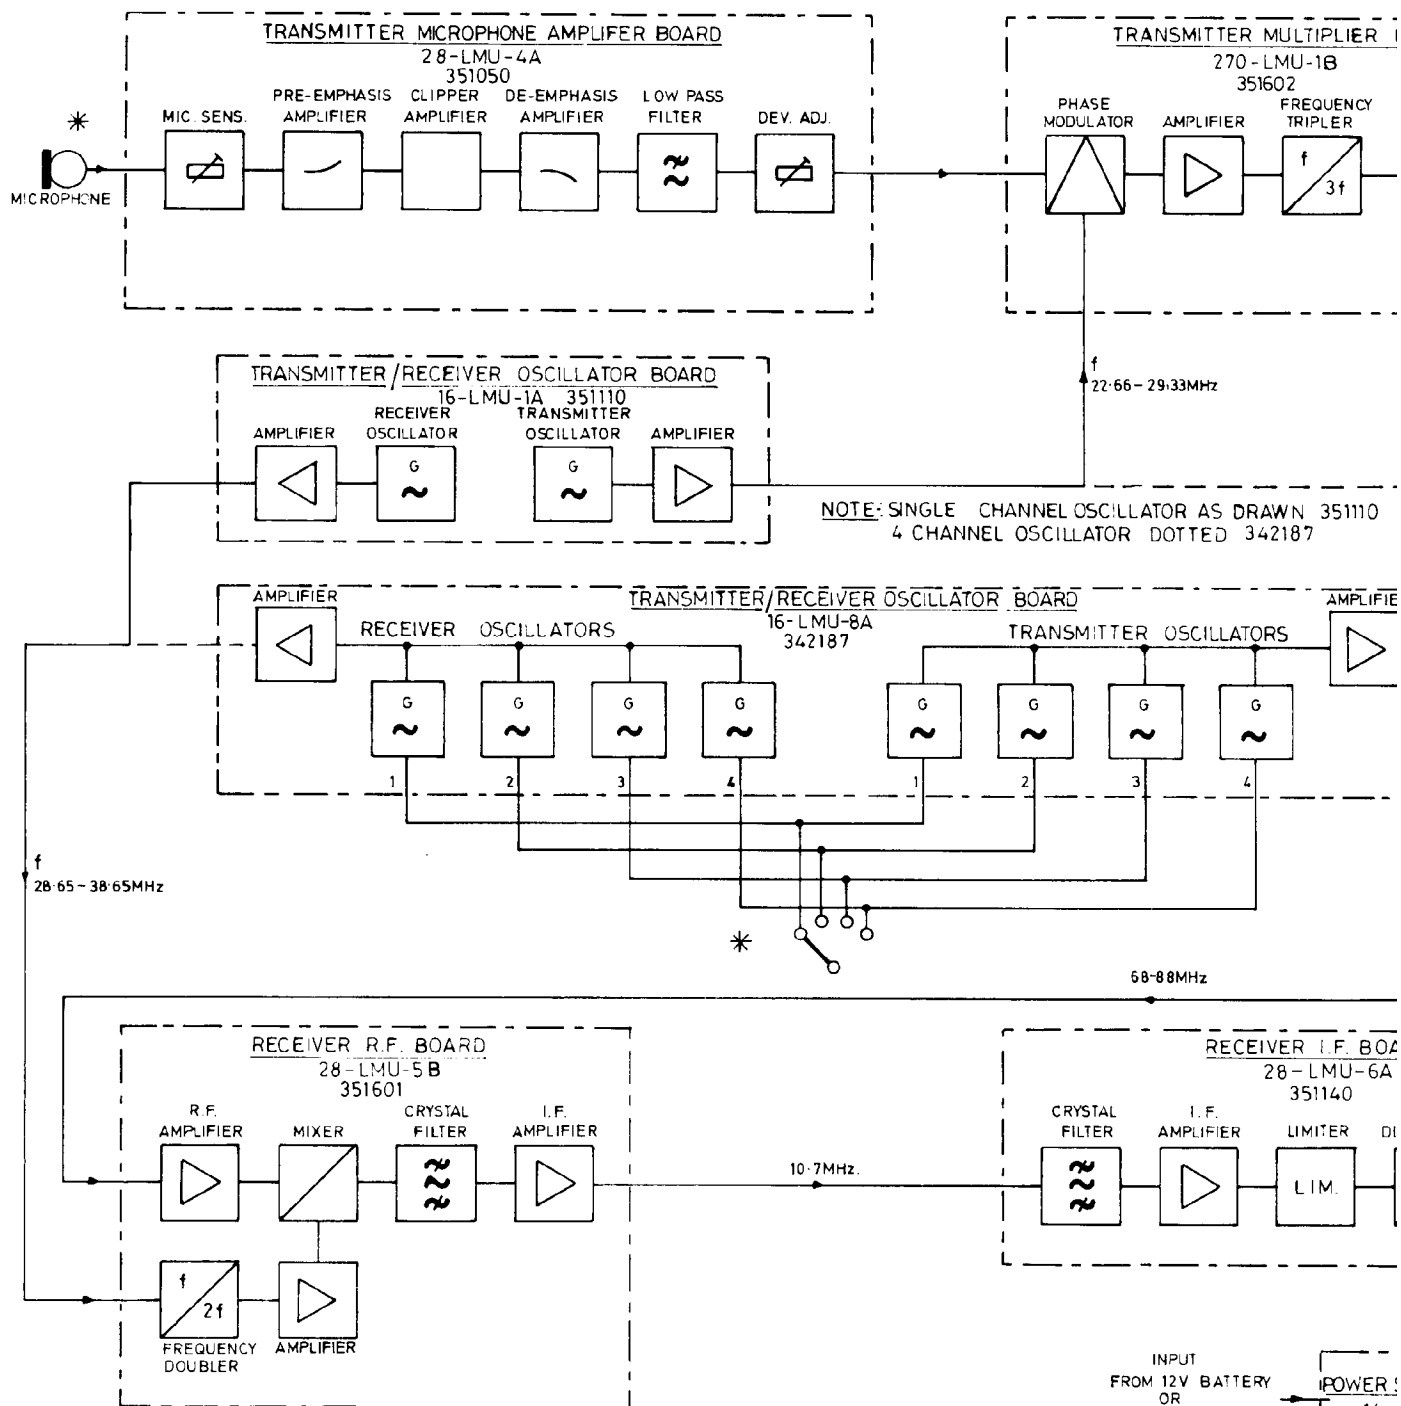 TRANSMITTER MICROPHONE AMPLIFER BOARD
28-LMU-4A
351050
MIC. SENS.
PRE-EMPHASIS
AMPLIFIER
CLIPPER
AMPLIFIER
DE-EMPHASIS
AMPLIFIER
LOW PASS
FILTER
DEV. ADJ.
MICROPHONE
TRANSMITTER MULTIPLIER
270-LMU-1B
351602
PHASE
MODULATOR
AMPLIFIER
FREQUENCY
TRIPLER
f
3f
f
22·66-29·33MHz
TRANSMITTER/RECEIVER OSCILLATOR BOARD
16-LMU-1A 351110
AMPLIFIER
RECEIVER
OSCILLATOR
TRANSMITTER
OSCILLATOR
AMPLIFIER
G
G
NOTE: SINGLE CHANNEL OSCILLATOR AS DRAWN 351110
4 CHANNEL OSCILLATOR DOTTED 342187
TRANSMITTER/RECEIVER OSCILLATOR BOARD
16-LMU-8A
342187
AMPLIFIER
RECEIVER OSCILLATORS
TRANSMITTER OSCILLATORS
AMPLIFIE
G G G G G G G G
1 2 3 4 1 2 3 4
f
28·65-38·65MHz
68-88MHz
RECEIVER R.F. BOARD
28-LMU-5B
351601
R.F.
AMPLIFIER
MIXER
CRYSTAL
FILTER
I.F.
AMPLIFIER
f
2f
FREQUENCY
DOUBLER
AMPLIFIER
10·7MHz.
RECEIVER I.F. BOA
28-LMU-6A
351140
CRYSTAL
FILTER
I.F.
AMPLIFIER
LIMITER
LIM.
DI
INPUT
FROM 12V BATTERY
OR
POWER